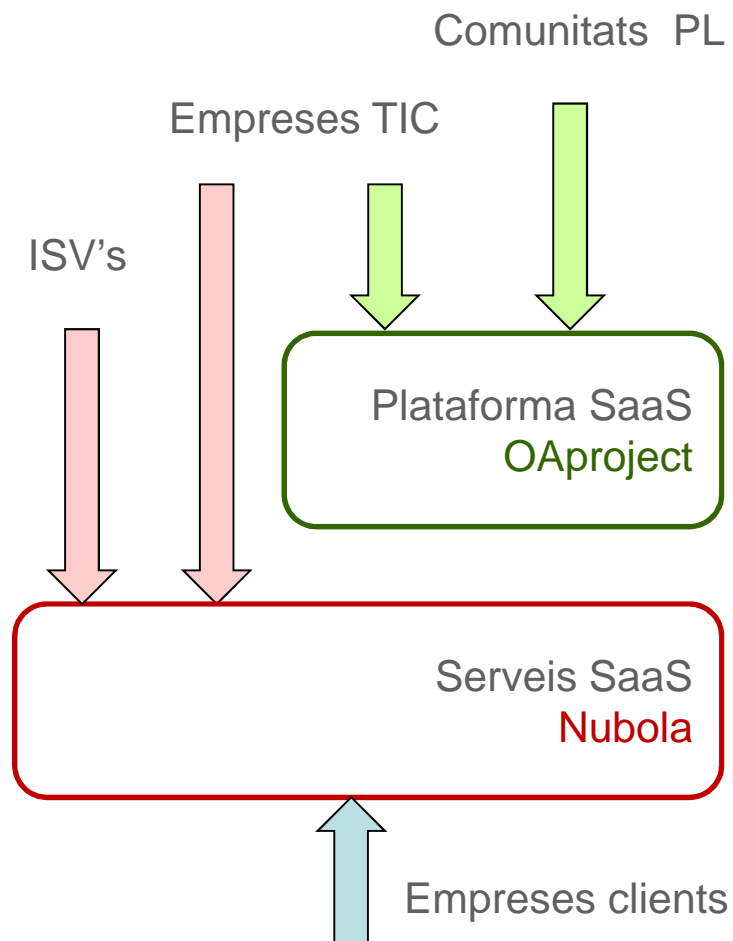 Comunitats PL
Empreses TIC
ISV's
Plataforma SaaS
OAproject
Serveis SaaS
Nubola
Empreses clients